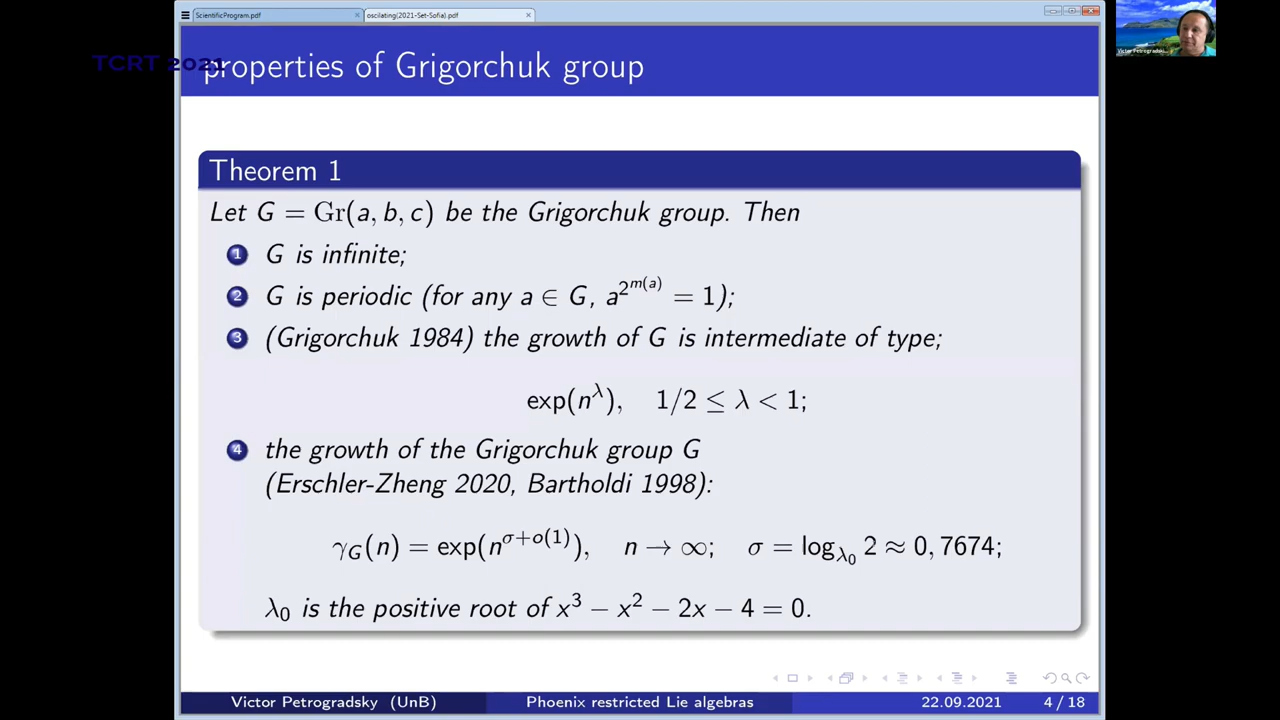 ScientificProgram.pdf
oscilating(2021-Set-Sofia).pdf
TCRT 2021
properties of Grigorchuk group
Theorem 1
Let G = Gr(a, b, c) be the Grigorchuk group. Then
1 G is infinite;
2 G is periodic (for any a ∈ G, a^{2^{m(a)}} = 1);
3 (Grigorchuk 1984) the growth of G is intermediate of type;
exp(n^λ), 1/2 ≤ λ < 1;
4 the growth of the Grigorchuk group G
(Erschler-Zheng 2020, Bartholdi 1998):
γ_G(n) = exp(n^{σ+o(1)}), n → ∞; σ = log_{λ_0} 2 ≈ 0, 7674;
λ_0 is the positive root of x^3 − x^2 − 2x − 4 = 0.
Victor Petrogradsky (UnB) Phoenix restricted Lie algebras 22.09.2021 4 / 18